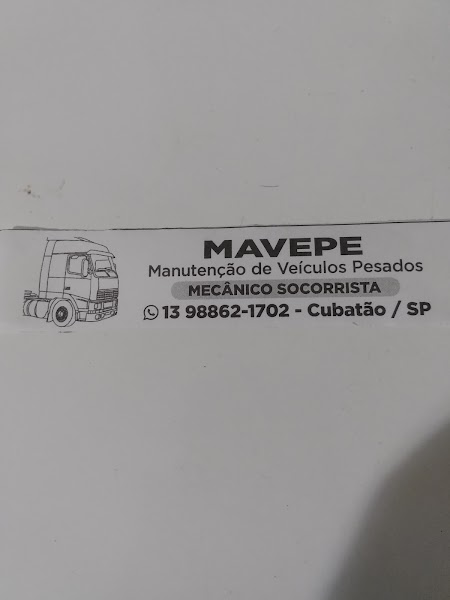 MAVEPE
Manutenção de Veículos Pesados
MECÂNICO SOCORRISTA
13 98862-1702 - Cubatão / SP